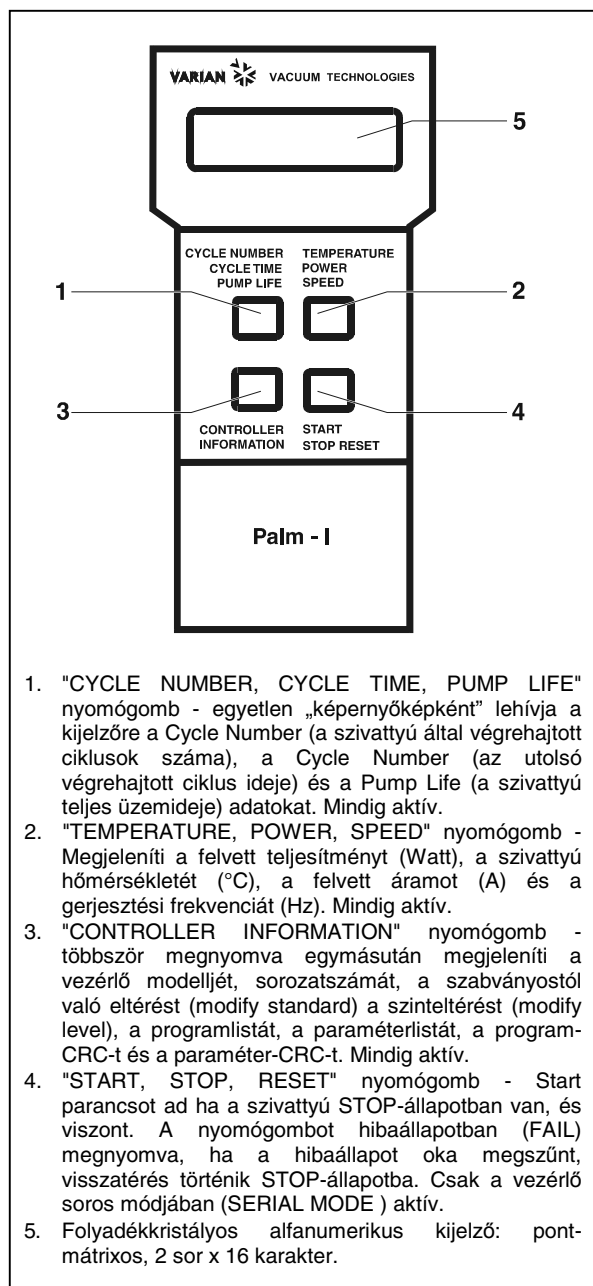 VARIAN VACUUM TECHNOLOGIES
5
CYCLE NUMBER
CYCLE TIME
PUMP LIFE
TEMPERATURE
POWER
SPEED
1
2
3
4
CONTROLLER
INFORMATION
START
STOP RESET
Palm - I
1. "CYCLE NUMBER, CYCLE TIME, PUMP LIFE"
nyomógomb - egyetlen „képernyőképként” lehívja a
kijelzőre a Cycle Number (a szivattyú által végrehajtott
ciklusok száma), a Cycle Number (az utolsó
végrehajtott ciklus ideje) és a Pump Life (a szivattyú
teljes üzemideje) adatokat. Mindig aktív.
2. "TEMPERATURE, POWER, SPEED" nyomógomb -
Megjeleníti a felvett teljesítményt (Watt), a szivattyú
hőmérsékletét (°C), a felvett áramot (A) és a
gerjesztési frekvenciát (Hz). Mindig aktív.
3. "CONTROLLER INFORMATION" nyomógomb -
többször megnyomva egymásután megjeleníti a
vezérlő modelljét, sorozatszámát, a szabványostól
való eltérést (modify standard) a szinteltérést (modify
level), a programlistát, a paraméterlistát, a program-
CRC-t és a paraméter-CRC-t. Mindig aktív.
4. "START, STOP, RESET" nyomógomb - Start
parancsot ad ha a szivattyú STOP-állapotban van, és
viszont. A nyomógombot hibaállapotban (FAIL)
megnyomva, ha a hibaállapot oka megszűnt,
visszatérés történik STOP-állapotba. Csak a vezérlő
soros módjában (SERIAL MODE ) aktív.
5. Folyadékkristályos alfanumerikus kijelző: pont-
mátrixos, 2 sor x 16 karakter.